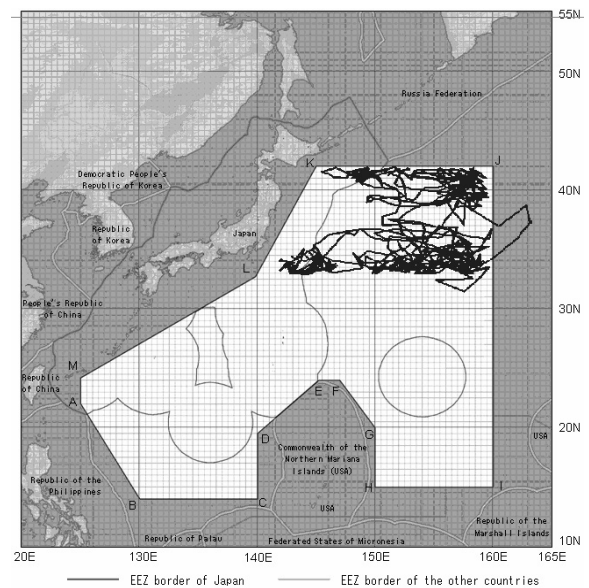 55N
50N
Russia Federation
K
J
Democratic People's
Republic of Korea
40N
Republic
of Korea
Japan
L
People's Republic
of China
30N
M
Republic
of China
A
E F
D
G
20N
Commonwealth of the
Northern Mariana
Islands (USA)
USA
Republic of the
Philippines
H
I
B
C
USA
Republic of the
Marshall Islands
Republic of Palau
Federated States of Micronesia
10N
120E
130E
140E
150E
160E
165E
EEZ border of Japan
EEZ border of the other countries